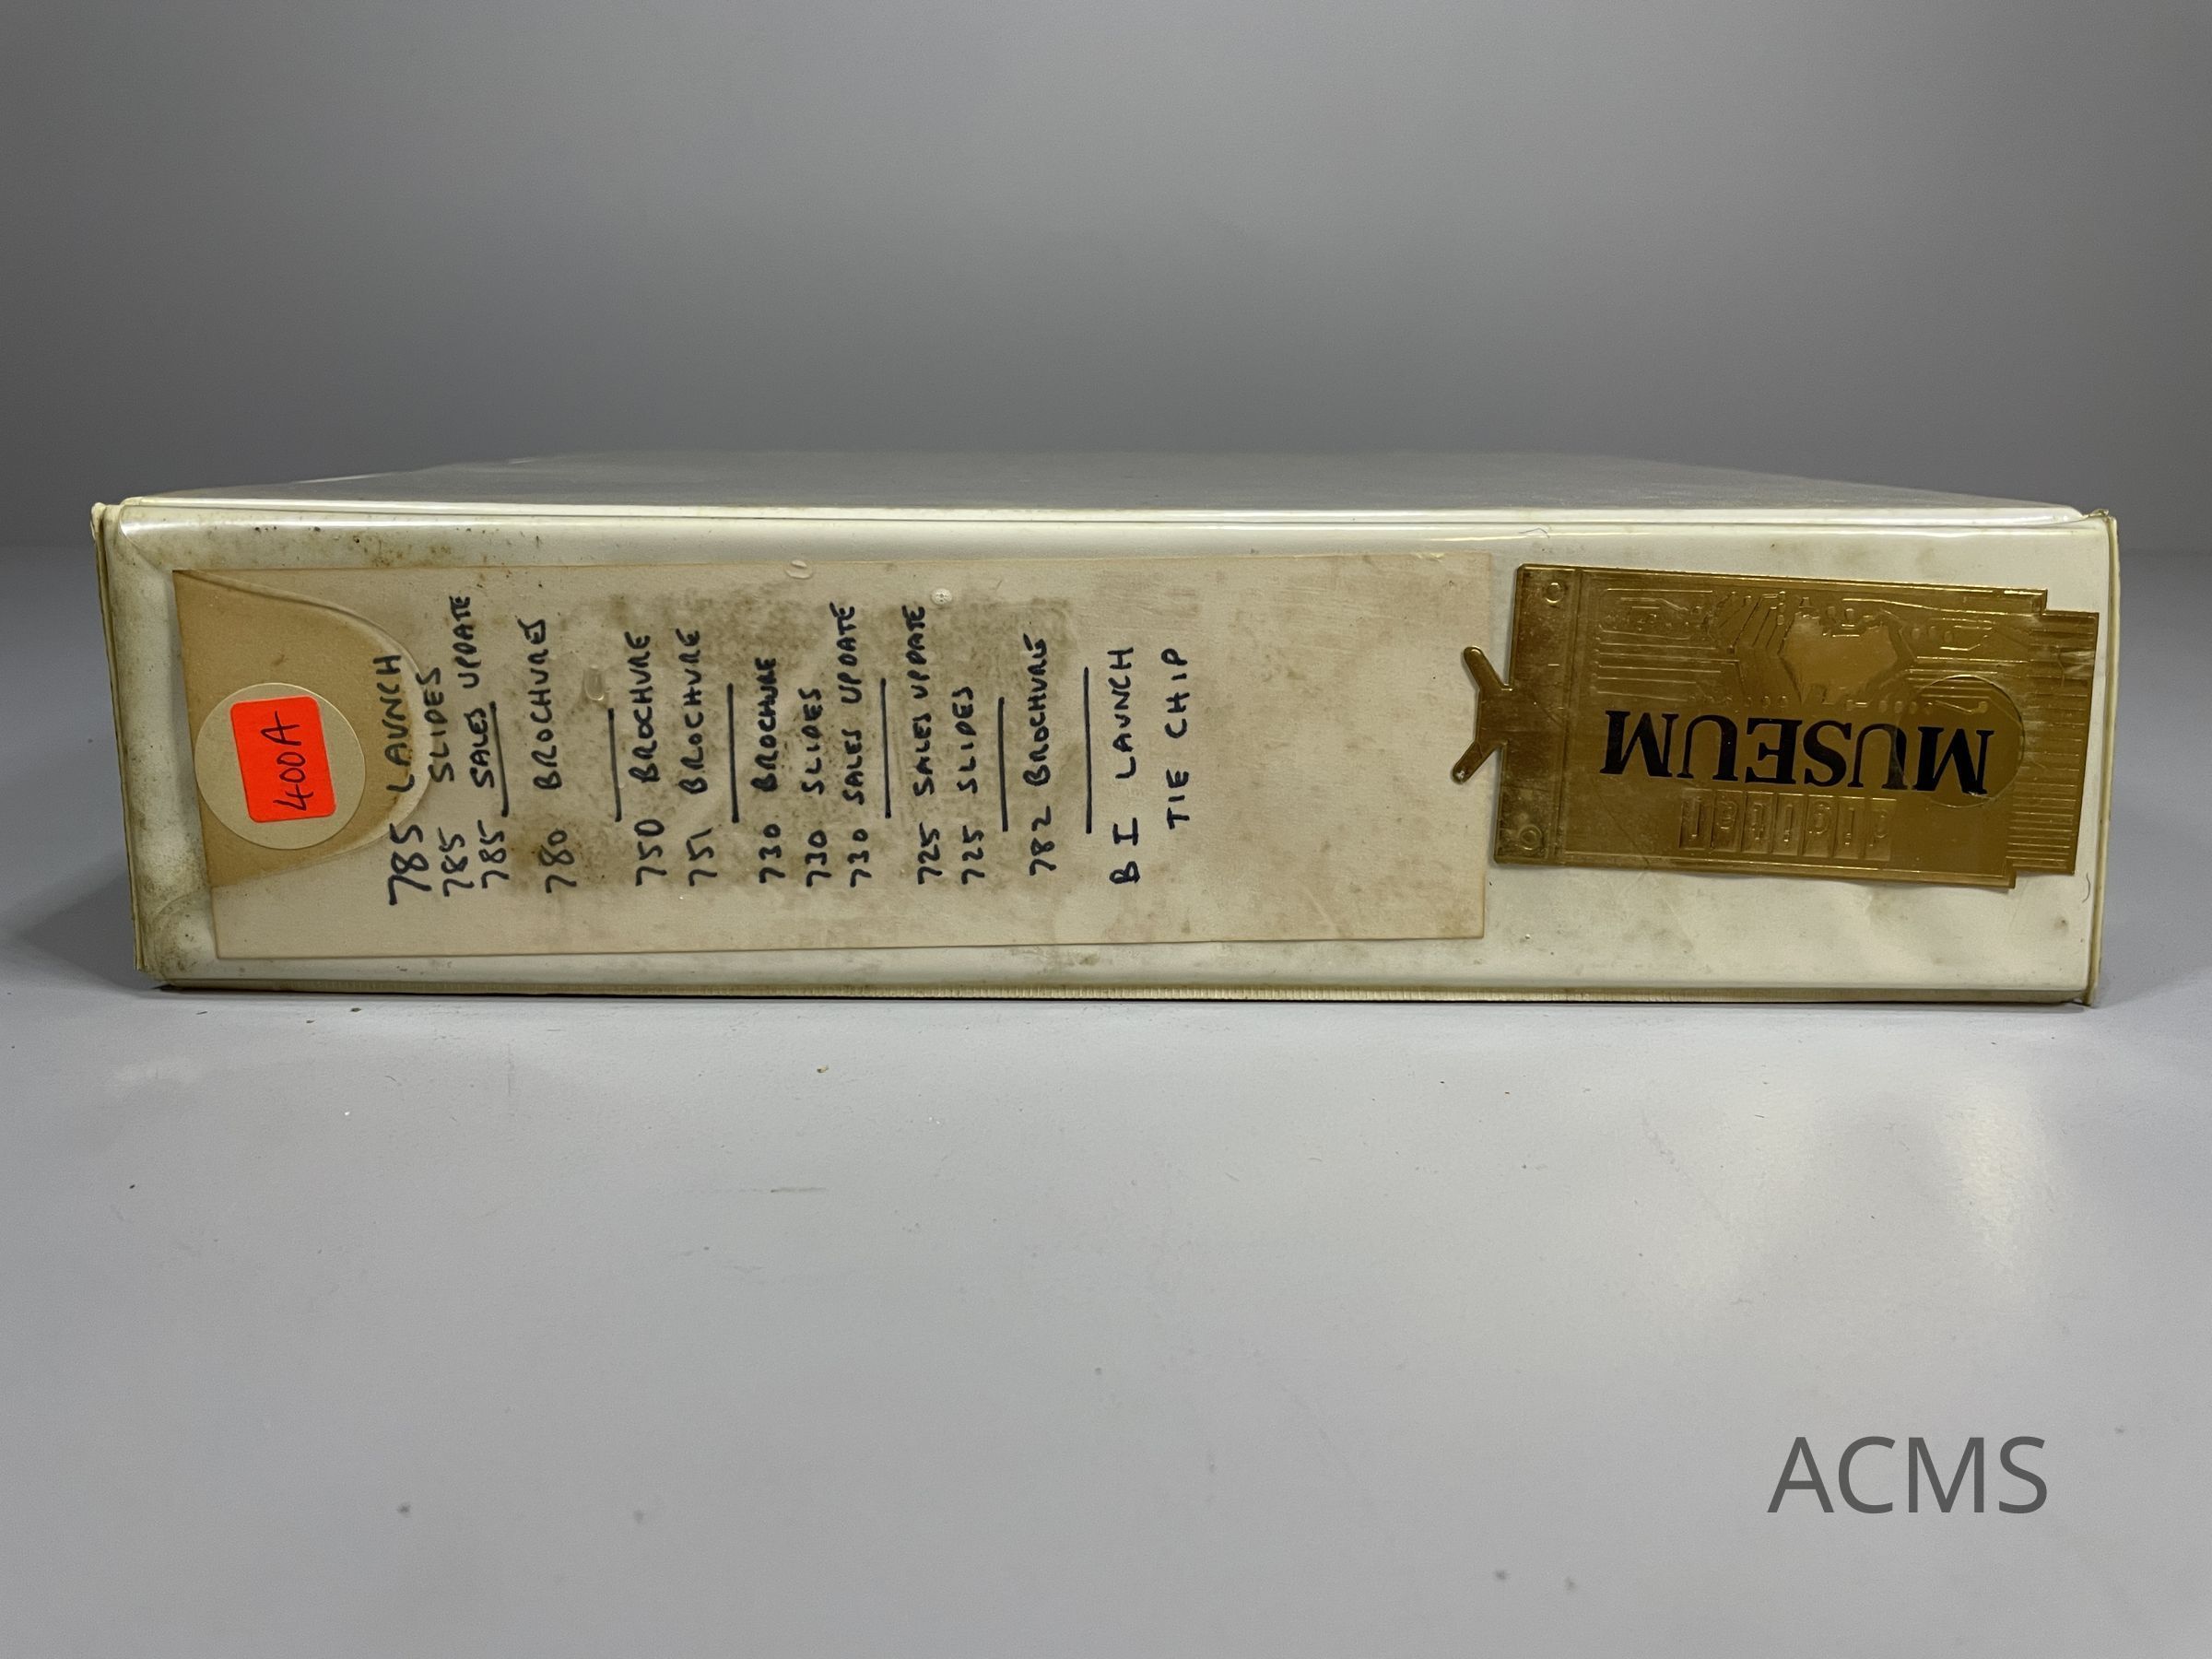 400A
785 LAUNCH
785 SLIDES
785 SALES UPDATE
780 BROCHURES
750 BROCHURE
751 BROCHURE
730 BROCHURE
730 SLIDES
730 SALES UPDATE
725 SALES UPDATE
725 SLIDES
782 BROCHURE
BI LAUNCH
TIE CHIP
digital
MUSEUM
ACMS